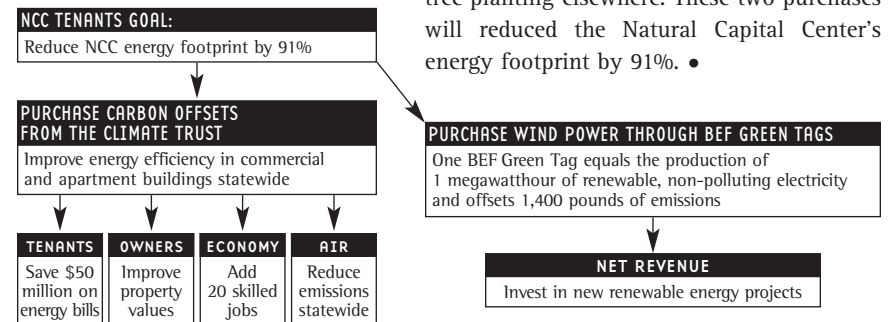 tree planting elsewhere. These two purchases
will reduced the Natural Capital Center's
energy footprint by 91%. •
NCC TENANTS GOAL:
Reduce NCC energy footprint by 91%
PURCHASE CARBON OFFSETS
FROM THE CLIMATE TRUST
Improve energy efficiency in commercial
and apartment buildings statewide
TENANTS
Save $50
million on
energy bills
OWNERS
Improve
property
values
ECONOMY
Add
20 skilled
jobs
AIR
Reduce
emissions
statewide
PURCHASE WIND POWER THROUGH BEF GREEN TAGS
One BEF Green Tag equals the production of
1 megawatthour of renewable, non-polluting electricity
and offsets 1,400 pounds of emissions
NET REVENUE
Invest in new renewable energy projects